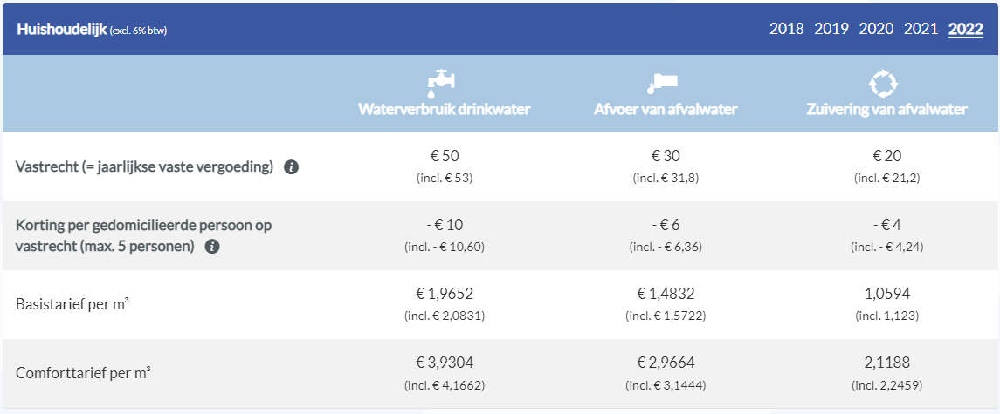 Huishoudelijk (excl. 6% btw) 2018 2019 2020 2021 2022
Waterverbruik drinkwater Afvoer van afvalwater Zuivering van afvalwater
Vastrecht (= jaarlijkse vaste vergoeding) i € 50 € 30 € 20
(incl. € 53) (incl. € 31,8) (incl. € 21,2)
Korting per gedomicilieerde persoon op - € 10 - € 6 - € 4
vastrecht (max. 5 personen) i (incl. - € 10,60) (incl. - € 6,36) (incl. - € 4,24)
Basistarief per m³ € 1,9652 € 1,4832 1,0594
(incl. € 2,0831) (incl. € 1,5722) (incl. 1,123)
Comforttarief per m³ € 3,9304 € 2,9664 2,1188
(incl. € 4,1662) (incl. € 3,1444) (incl. 2,2459)